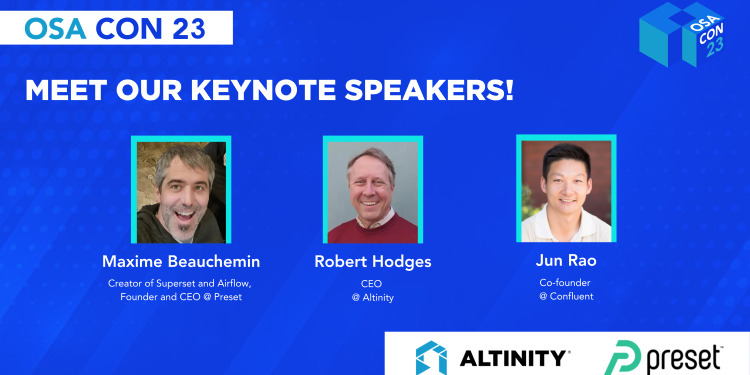 OSA CON 23
OSA
CON
23
MEET OUR KEYNOTE SPEAKERS!
Maxime Beauchemin
Creator of Superset and Airflow,
Founder and CEO @ Preset
Robert Hodges
CEO
@ Altinity
Jun Rao
Co-founder
@ Confluent
ALTINITY®
preset™